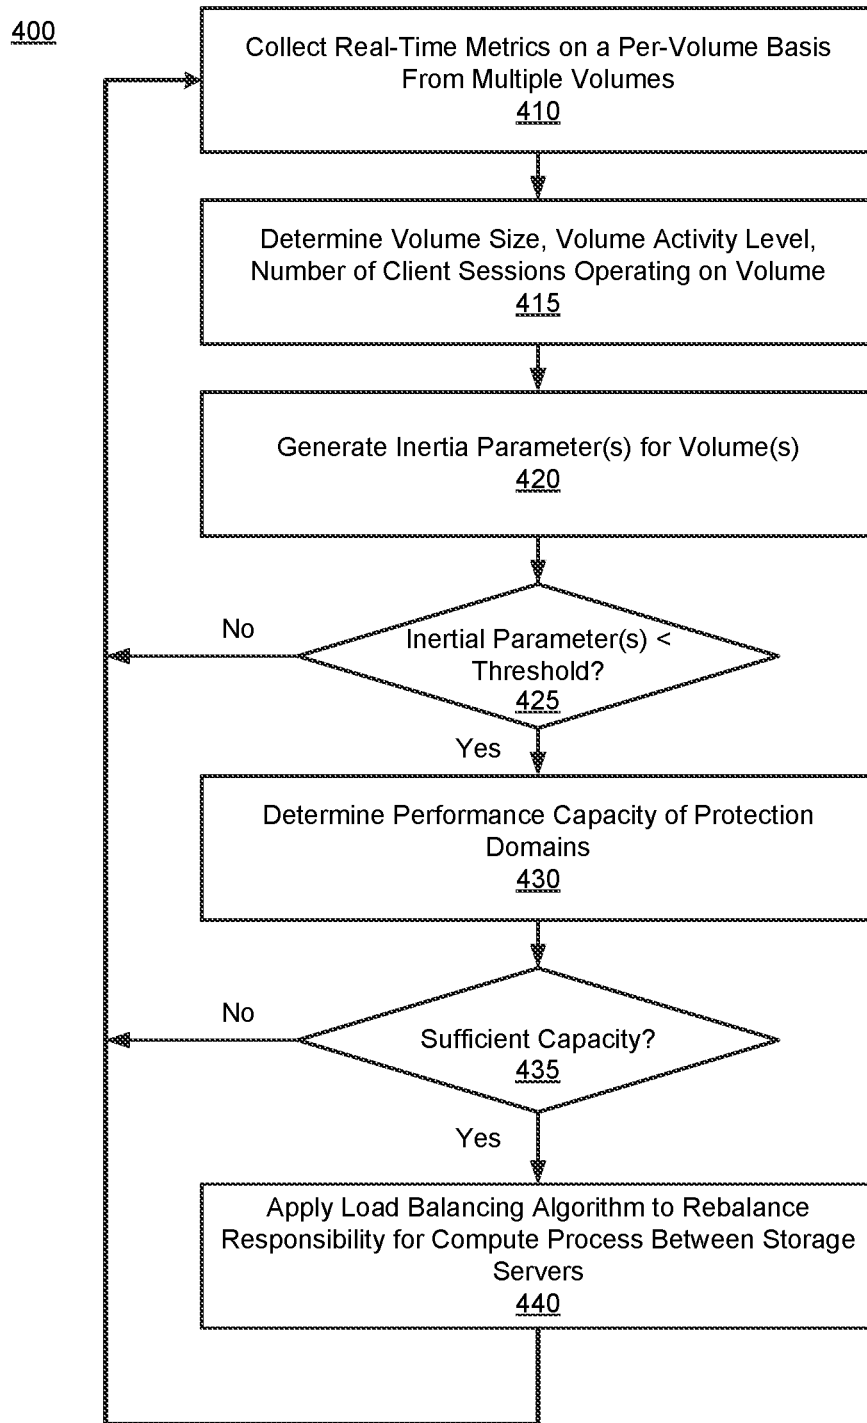 400
Collect Real-Time Metrics on a Per-Volume Basis
From Multiple Volumes
410
Determine Volume Size, Volume Activity Level,
Number of Client Sessions Operating on Volume
415
Generate Inertia Parameter(s) for Volume(s)
420
No
Inertial Parameter(s) <
Threshold?
425
Yes
Determine Performance Capacity of Protection
Domains
430
No
Sufficient Capacity?
435
Yes
Apply Load Balancing Algorithm to Rebalance
Responsibility for Compute Process Between Storage
Servers
440